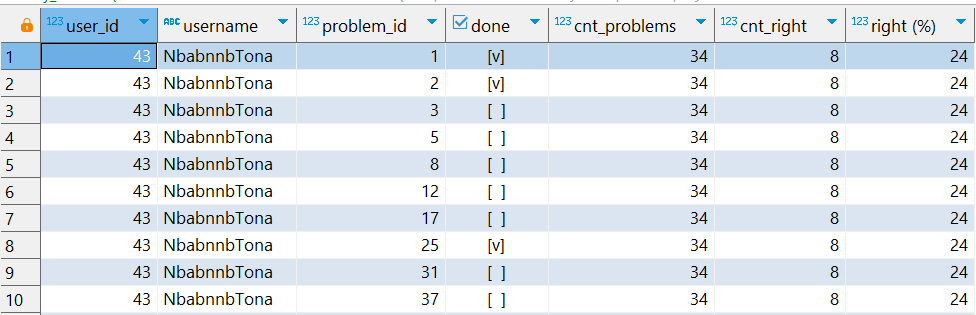 123 user_id ABC username 123 problem_id done 123 cnt_problems 123 cnt_right 123 right (%)
1 43 NbabnnbTona 1 [v] 34 8 24
2 43 NbabnnbTona 2 [v] 34 8 24
3 43 NbabnnbTona 3 [ ] 34 8 24
4 43 NbabnnbTona 5 [ ] 34 8 24
5 43 NbabnnbTona 8 [ ] 34 8 24
6 43 NbabnnbTona 12 [ ] 34 8 24
7 43 NbabnnbTona 17 [ ] 34 8 24
8 43 NbabnnbTona 25 [v] 34 8 24
9 43 NbabnnbTona 31 [ ] 34 8 24
10 43 NbabnnbTona 37 [ ] 34 8 24